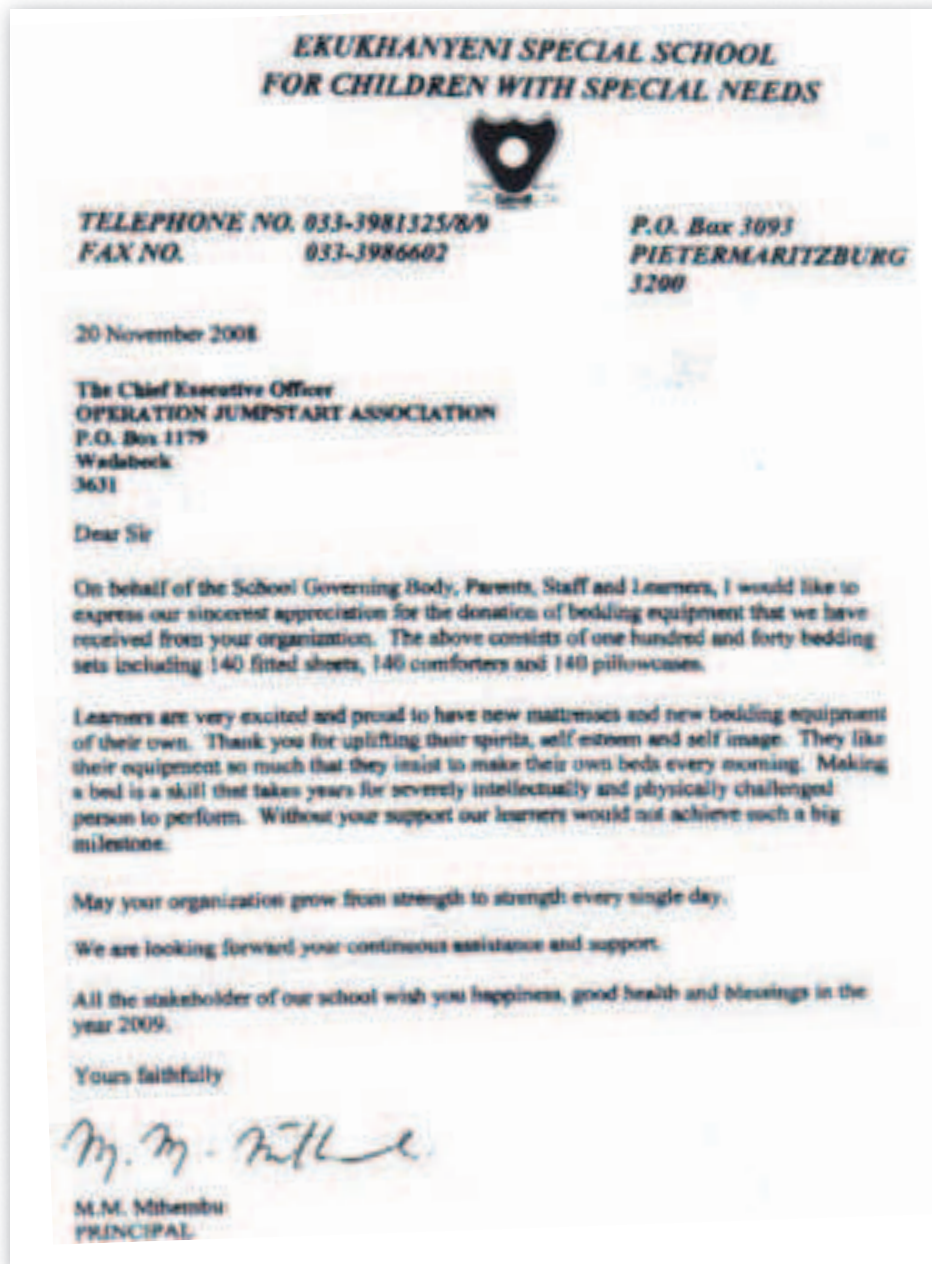 EKUKHANYENI SPECIAL SCHOOL
FOR CHILDREN WITH SPECIAL NEEDS
TELEPHONE NO. 033-3981325/8/9
FAX NO. 033-3986602
P.O. Box 3093
PIETERMARITZBURG
3200
20 November 2008
The Chief Executive Officer
OPERATION JUMPSTART ASSOCIATION
P.O. Box 1179
3631
Dear Sir
On behalf of the School Governing Body, Parents, Staff and Learners, I would like to
express our sincerest appreciation for the donation of bedding equipment that we have
received from your organization. The above consists of one hundred and forty bedding
sets including 140 fitted sheets, 140 comforters and 140 pillowcases.
Learners are very excited and proud to have new mattresses and new bedding equipment
of their own. Thank you for uplifting their spirits, self esteem and self image. They like
their equipment so much that they insist to make their own beds every morning. Making
a bed is a skill that takes years for severely intellectually and physically challenged
person to perform. Without your support our learners would not achieve such a big
milestone.
May your organization grow from strength to strength every single day.
We are looking forward your continuous assistance and support.
All the stakeholder of our school wish you happiness, good health and blessings in the
year 2009.
Yours faithfully
M.M. Mthembu
PRINCIPAL